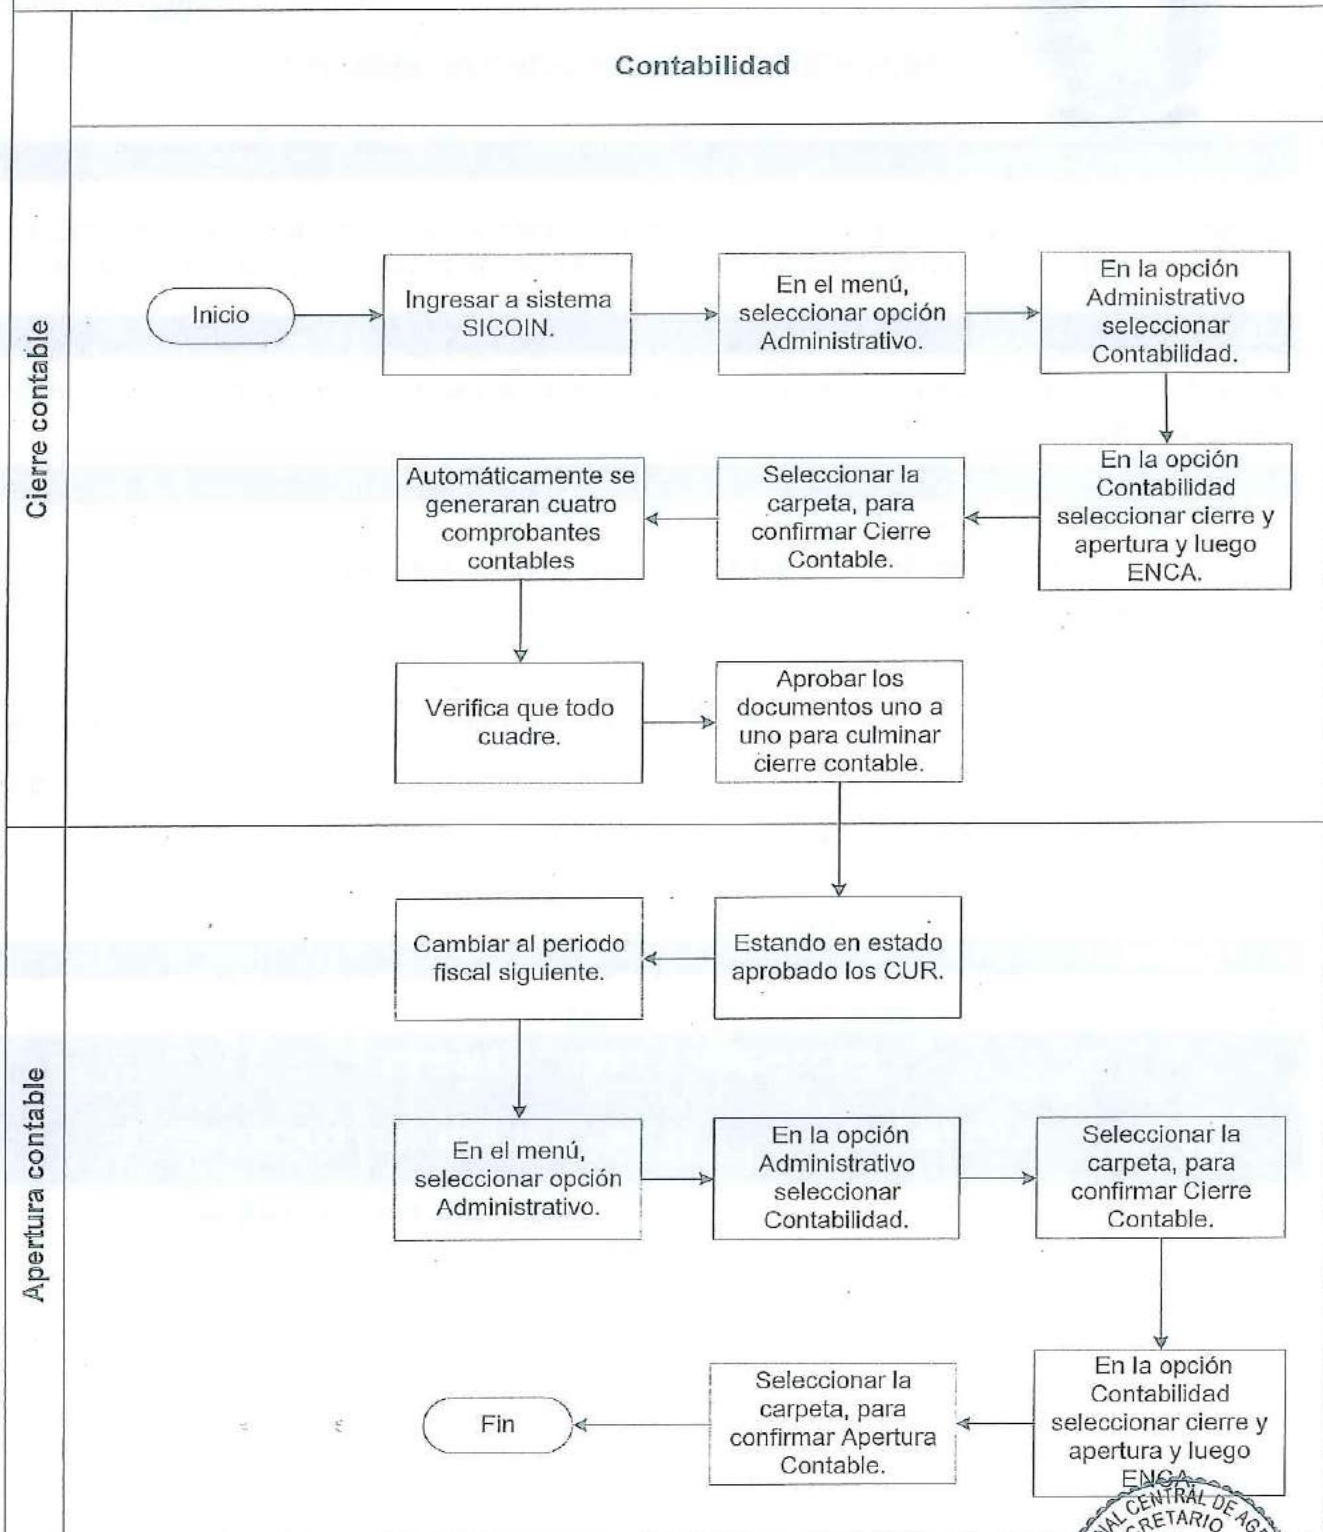 Contabilidad
Cierre contable
Inicio
Ingresar a sistema
SICOIN.
En el menú,
seleccionar opción
Administrativo.
En la opción
Administrativo
seleccionar
Contabilidad.
En la opción
Contabilidad
seleccionar cierre y
apertura y luego
ENCA.
Seleccionar la
carpeta, para
confirmar Cierre
Contable.
Automáticamente se
generaran cuatro
comprobantes
contables
Verifica que todo
cuadre.
Aprobar los
documentos uno a
uno para culminar
cierre contable.
Apertura contable
Estando en estado
aprobado los CUR.
Cambiar al periodo
fiscal siguiente.
En el menú,
seleccionar opción
Administrativo.
En la opción
Administrativo
seleccionar
Contabilidad.
Seleccionar la
carpeta, para
confirmar Cierre
Contable.
En la opción
Contabilidad
seleccionar cierre y
apertura y luego
ENCA.
Seleccionar la
carpeta, para
confirmar Apertura
Contable.
Fin
CENTRAL DE